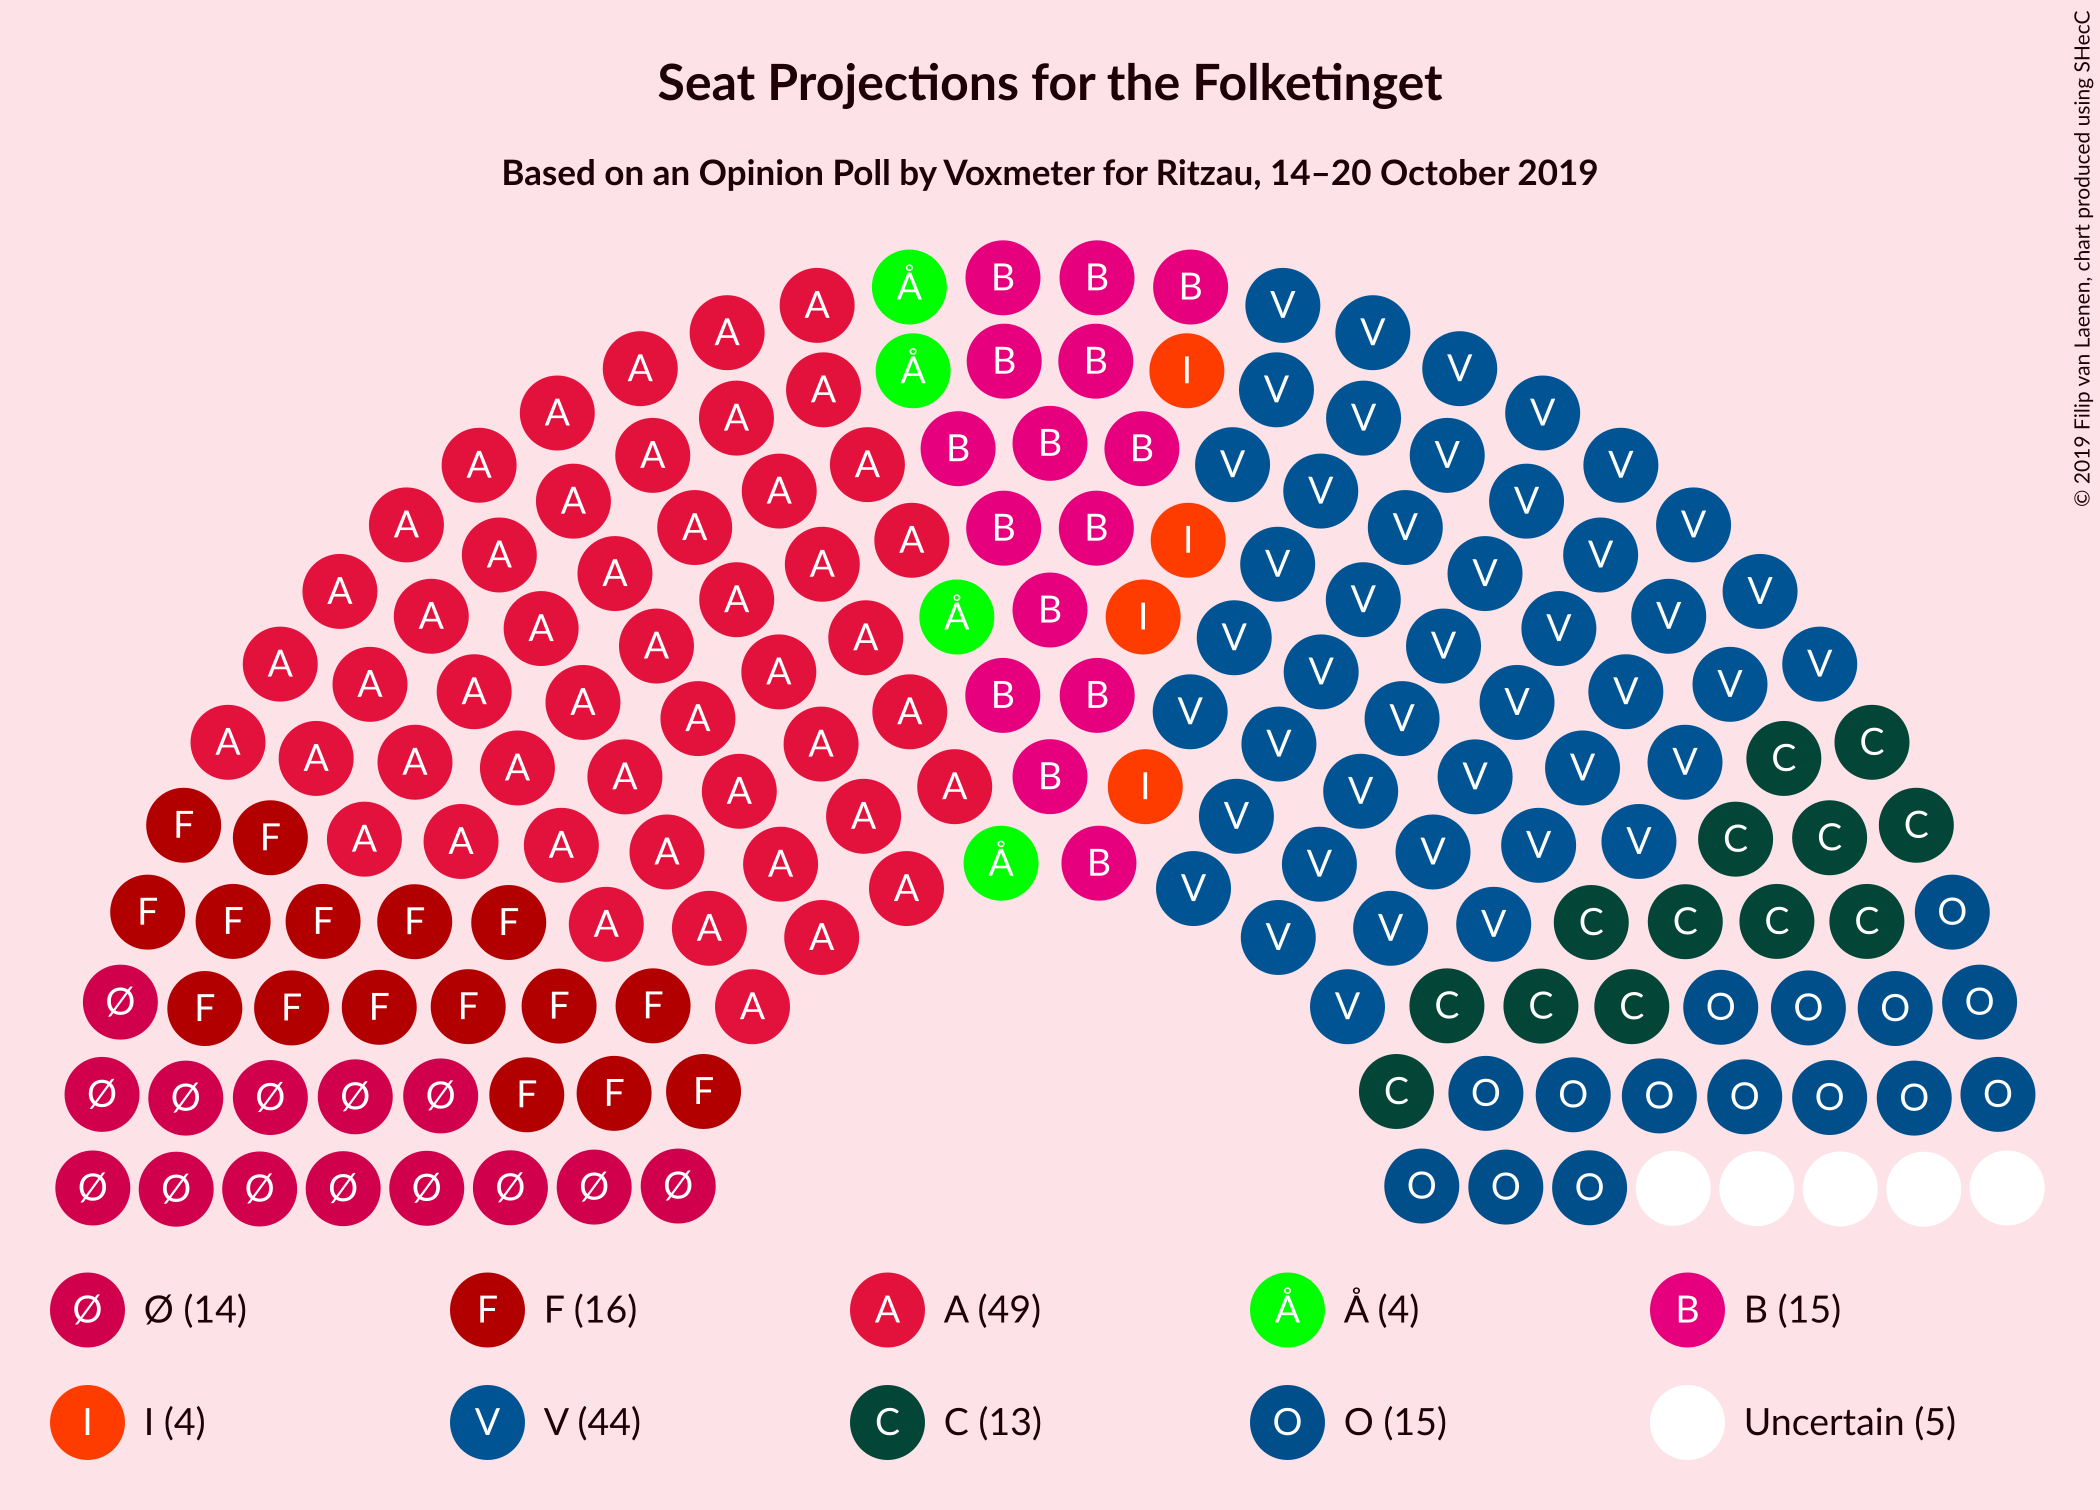 Seat Projections for the Folketinget
Based on an Opinion Poll by Voxmeter for Ritzau, 14–20 October 2019
© 2019 Filip van Laenen, chart produced using SHecC
Å B B B
A A V V
A Å B B I V V
A A A V V V
A A B B B V V V
A A A A V V V V
A A A B B I V V V
A A A A V V V V
A A A Å B I V V V
A A A A V V V V
A A A A B B V V V V
A A A A V V V V
A A A A A B I V V V V C C
F F A A A A A A Å B V V V V V C C C
F F F F F A A A V V V C C C C O
Ø F F F F F F A V C C C O O O O
Ø Ø Ø Ø Ø F F F C O O O O O O O
Ø Ø Ø Ø Ø Ø Ø Ø O O O
Ø Ø (14) F F (16) A A (49) Å Å (4) B B (15)
I I (4) V V (44) C C (13) O O (15) Uncertain (5)